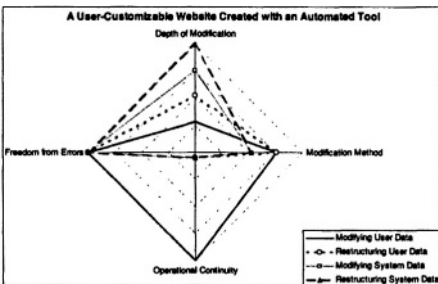 A User-Customizable Website Created with an Automated Tool
Depth of Modification
Freedom from Errors
Modification Method
Operational Continuity
Modifying User Data
Restructuring User Data
Modifying System Data
Restructuring System Data